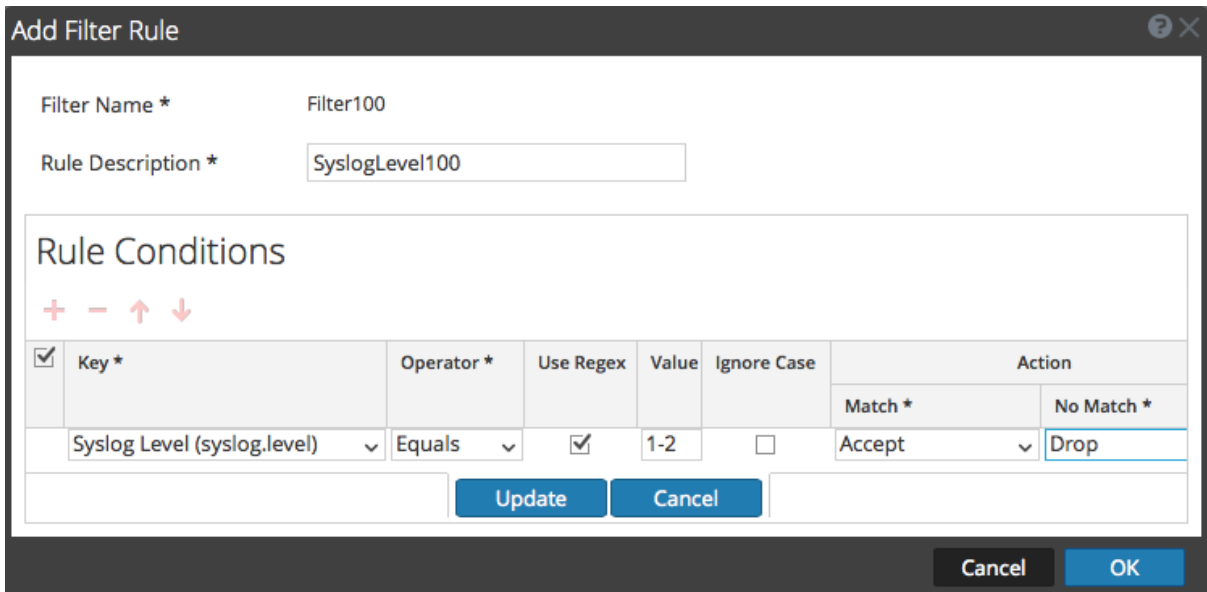 Add Filter Rule
Filter Name * Filter100
Rule Description * SyslogLevel100
Rule Conditions
Key * Operator * Use Regex Value Ignore Case Action
Match * No Match *
Syslog Level (syslog.level) Equals 1-2 Accept Drop
Update Cancel
Cancel OK